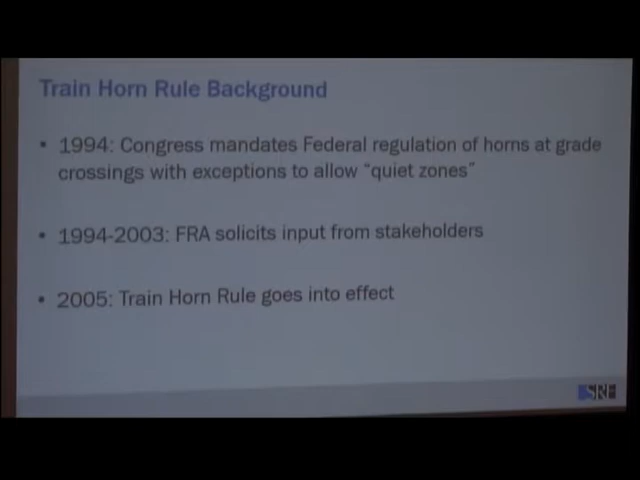 Train Horn Rule Background
• 1994: Congress mandates Federal regulation of horns at grade
crossings with exceptions to allow “quiet zones”
• 1994-2003: FRA solicits input from stakeholders
• 2005: Train Horn Rule goes into effect
SRF